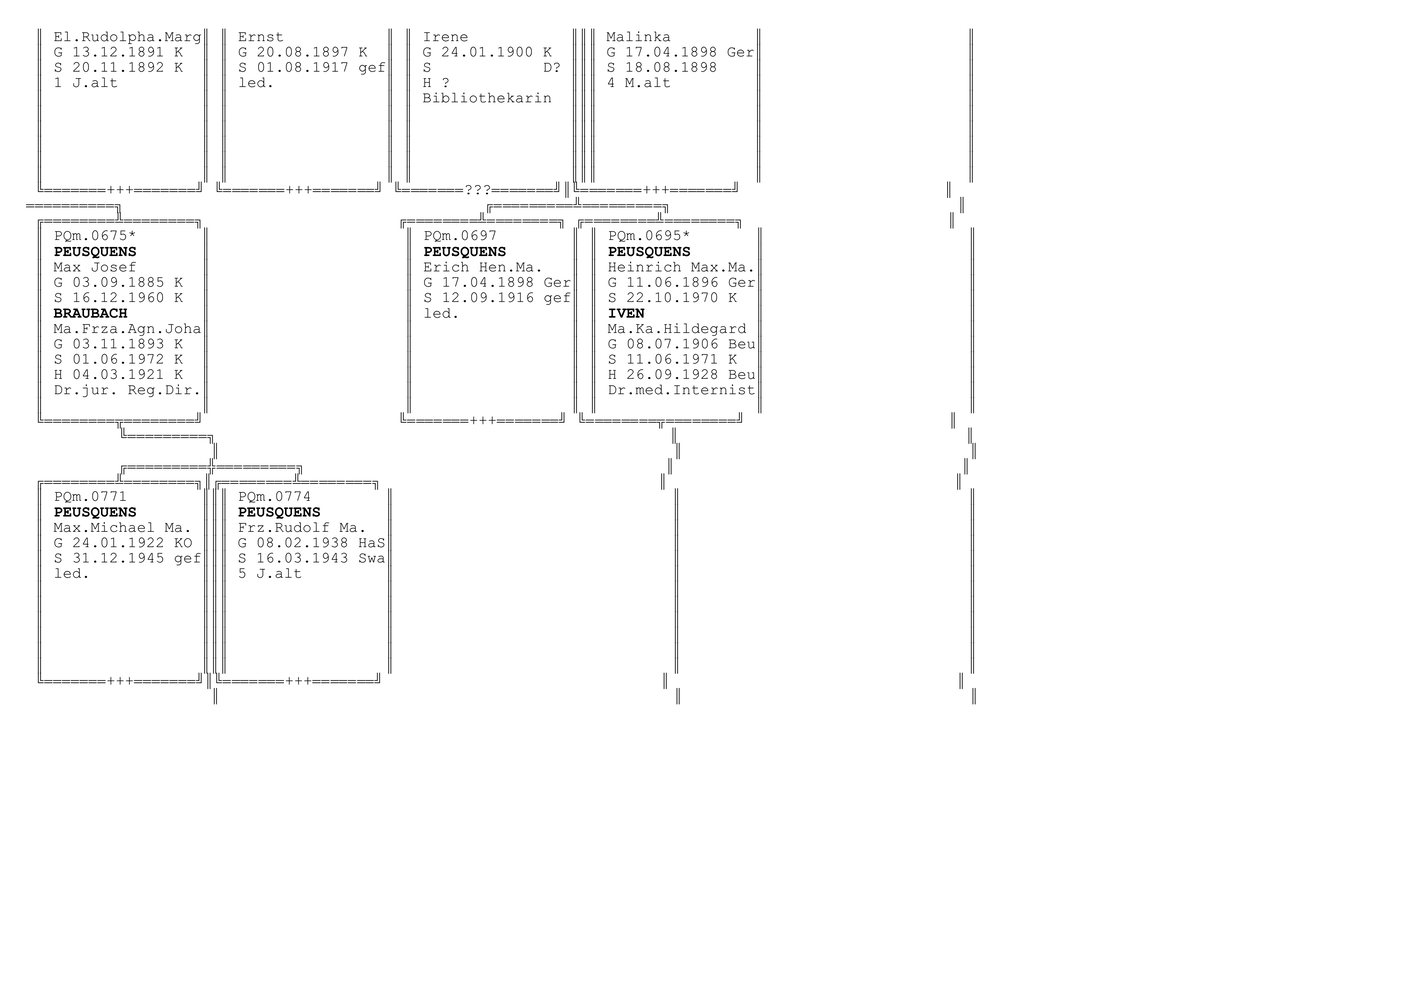 El.Rudolpha.Marg
G 13.12.1891 K
S 20.11.1892 K
1 J.alt
+++
Ernst
G 20.08.1897 K
S 01.08.1917 gef
led.
+++
Irene
G 24.01.1900 K
S D?
H ?
Bibliothekarin
???
Malinka
G 17.04.1898 Ger
S 18.08.1898
4 M.alt
+++
PQm.0675*
PEUSQUENS
Max Josef
G 03.09.1885 K
S 16.12.1960 K
BRAUBACH
Ma.Frza.Agn.Joha
G 03.11.1893 K
S 01.06.1972 K
H 04.03.1921 K
Dr.jur. Reg.Dir.
PQm.0697
PEUSQUENS
Erich Hen.Ma.
G 17.04.1898 Ger
S 12.09.1916 gef
led.
+++
PQm.0695*
PEUSQUENS
Heinrich Max.Ma.
G 11.06.1896 Ger
S 22.10.1970 K
IVEN
Ma.Ka.Hildegard
G 08.07.1906 Beu
S 11.06.1971 K
H 26.09.1928 Beu
Dr.med.Internist
PQm.0771
PEUSQUENS
Max.Michael Ma.
G 24.01.1922 KO
S 31.12.1945 gef
led.
+++
PQm.0774
PEUSQUENS
Frz.Rudolf Ma.
G 08.02.1938 HaS
S 16.03.1943 Swa
5 J.alt
+++